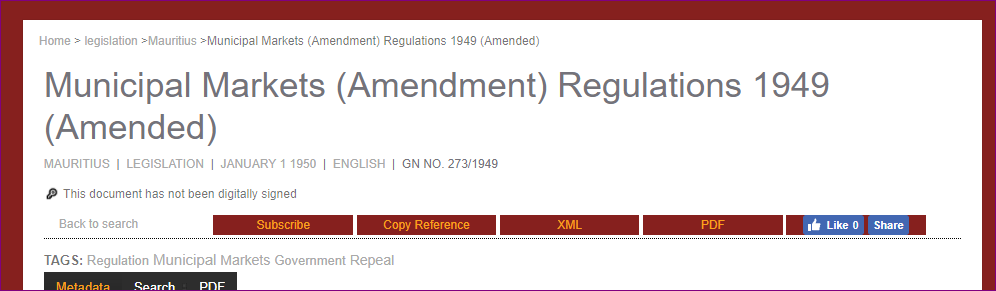 Home > legislation >Mauritius >Municipal Markets (Amendment) Regulations 1949 (Amended)
Municipal Markets (Amendment) Regulations 1949
(Amended)
MAURITIUS | LEGISLATION | JANUARY 1 1950 | ENGLISH | GN NO. 273/1949
This document has not been digitally signed
Back to search Subscribe Copy Reference XML PDF Like 0 Share
TAGS: Regulation Municipal Markets Government Repeal
Metadata Search PDF